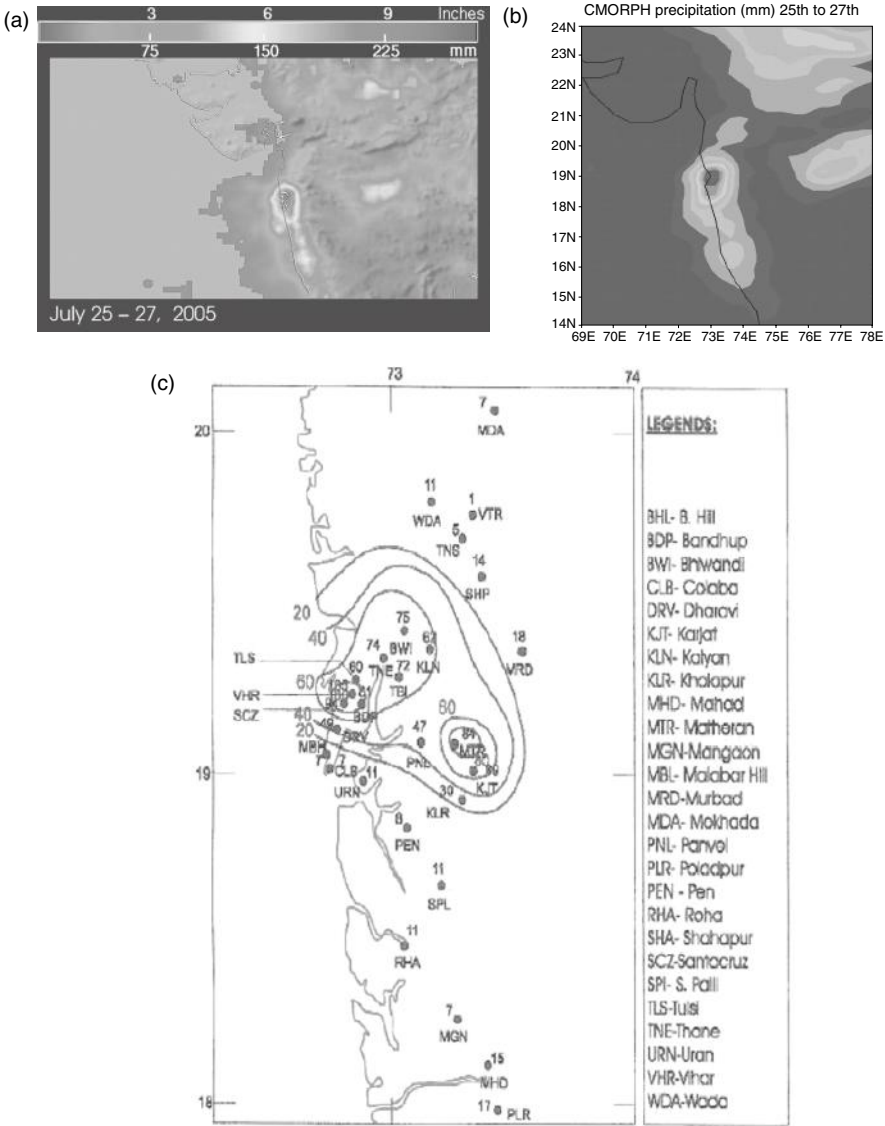 (a)
3 6 9 Inches
75 150 225 mm
July 25 – 27, 2005
(b)
CMORPH precipitation (mm) 25th to 27th
24N
23N
22N
21N
20N
19N
18N
17N
16N
15N
14N
69E 70E 71E 72E 73E 74E 75E 76E 77E 78E
(c)
73 74
7
MDA
20
11
WDA
1
VTR
5
TNS
14
SHP
20
40
75
BWI
67
KLN
18
MRD
TLS
74
TNE
72
TBI
60
60
VHR
81
BDP
SCZ
40
49
DRV
20
47
PNL
60
MTR
KJT
MBH
7
7
CLB
19
11
URN
30
KLR
8
PEN
11
SPL
11
RHA
7
MGN
15
MHD
18
17
PLR
LEGENDS:
BHL- B. Hill
BDP- Bandhup
BWI- Bhiwandi
CLB- Colaba
DRV- Dharavi
KJT- Karjat
KLN- Kalyan
KLR- Khalapur
MHD- Mahad
MTR- Matheran
MGN- Mangaon
MBL- Malabar Hill
MRD-Murbad
MDA- Mokhada
PNL- Panvel
PLR- Poladpur
PEN - Pen
RHA- Roha
SHA- Shahapur
SCZ-Santacruz
SPI- S. Palli
TLS-Tulsi
TNE-Thane
URN-Uran
VHR-Vihar
WDA-Wada